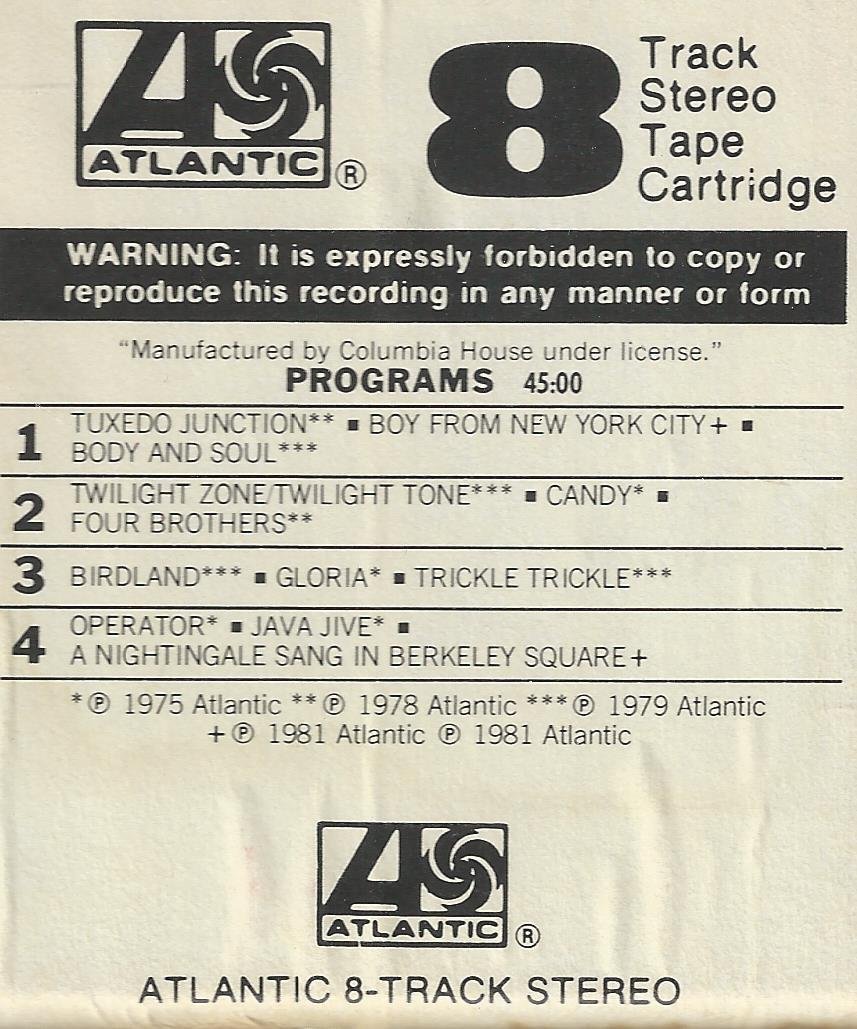 ATLANTIC ®
8 Track
Stereo
Tape
Cartridge
WARNING: It is expressly forbidden to copy or
reproduce this recording in any manner or form
"Manufactured by Columbia House under license."
PROGRAMS 45:00
1 TUXEDO JUNCTION** ■ BOY FROM NEW YORK CITY+ ■
BODY AND SOUL***
2 TWILIGHT ZONE/TWILIGHT TONE*** ■ CANDY* ■
FOUR BROTHERS**
3 BIRDLAND*** ■ GLORIA* ■ TRICKLE TRICKLE***
4 OPERATOR* ■ JAVA JIVE* ■
A NIGHTINGALE SANG IN BERKELEY SQUARE+
*℗ 1975 Atlantic **℗ 1978 Atlantic ***℗ 1979 Atlantic
+℗ 1981 Atlantic ℗ 1981 Atlantic
ATLANTIC ®
ATLANTIC 8-TRACK STEREO